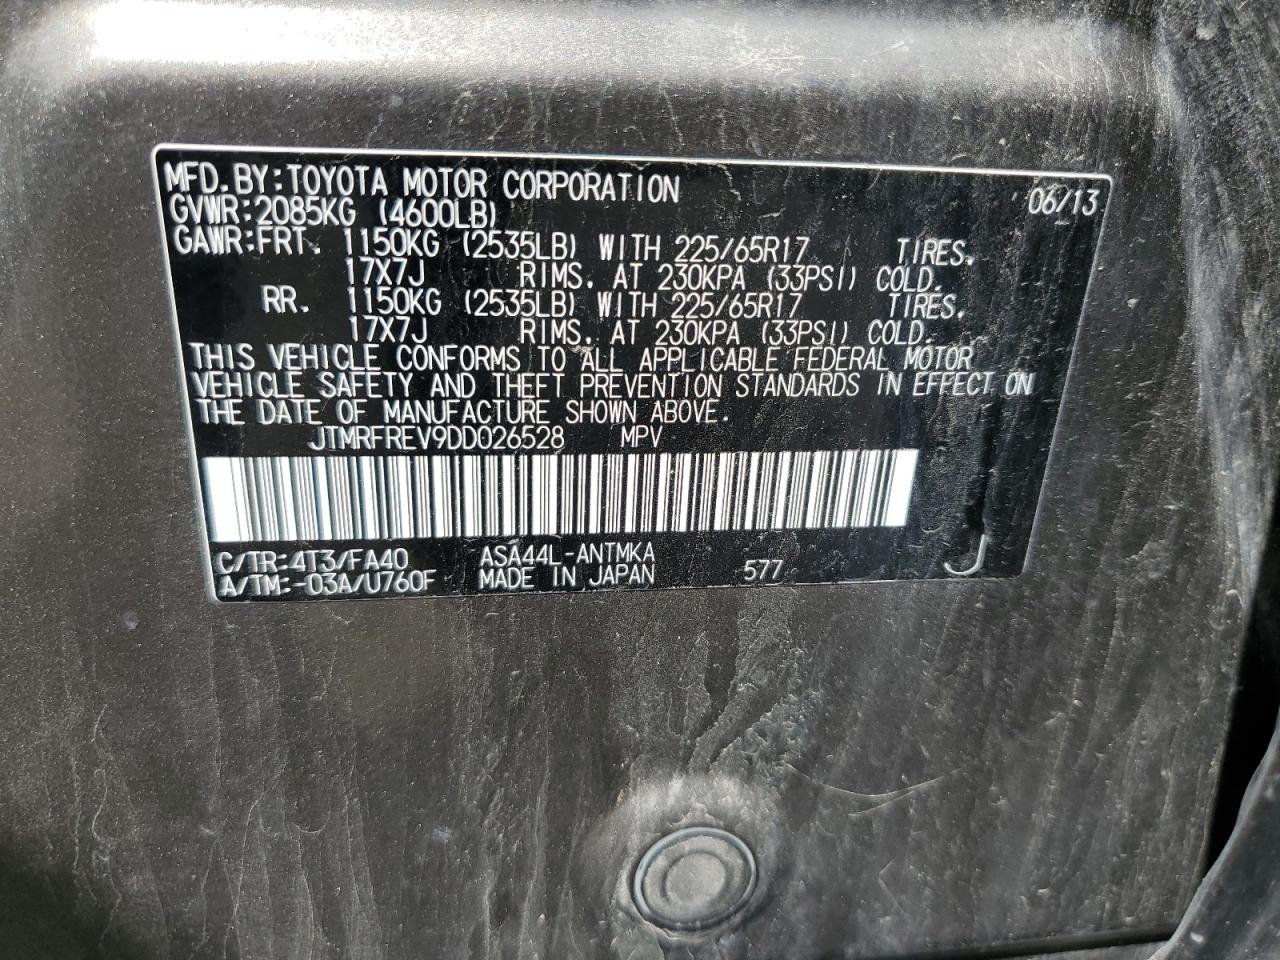 MFD. BY: TOYOTA MOTOR CORPORATION 06/13
GVWR: 2085KG (4600LB)
GAWR: FRT. 1150KG (2535LB) WITH 225/65R17 TIRES.
17X7J RIMS. AT 230KPA (33PSI) COLD.
RR. 1150KG (2535LB) WITH 225/65R17 TIRES.
17X7J RIMS. AT 230KPA (33PSI) COLD.
THIS VEHICLE CONFORMS TO ALL APPLICABLE FEDERAL MOTOR
VEHICLE SAFETY AND THEFT PREVENTION STANDARDS IN EFFECT ON
THE DATE OF MANUFACTURE SHOWN ABOVE.
JTMRFREV9DD026528 MPV
C/TR: 4T3/FA40 ASA44L-ANTMKA
A/TM: -03A/U760F MADE IN JAPAN 577 J